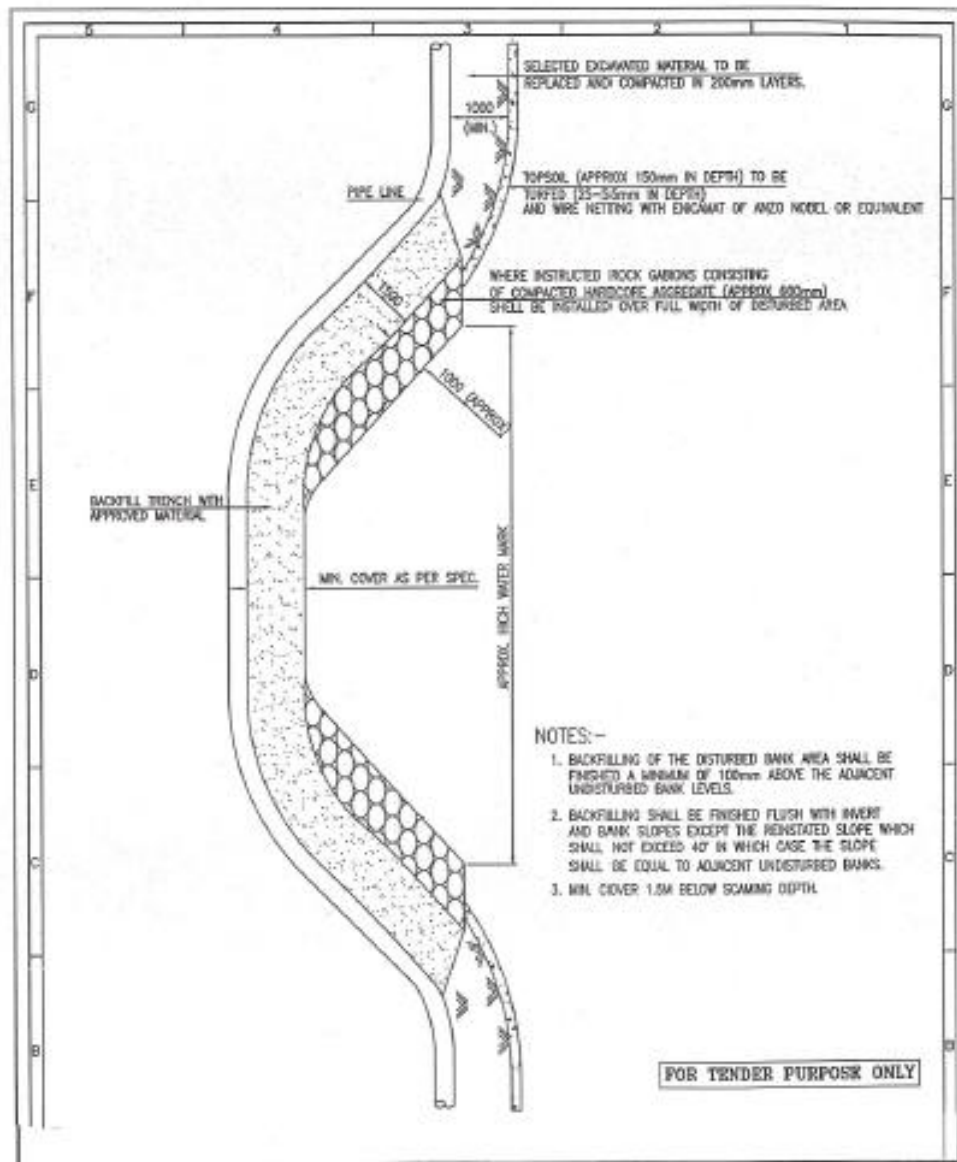 5 4 3 2 1
SELECTED EXCAVATED MATERIAL TO BE
REPLACED AND COMPACTED IN 200mm LAYERS.
G G
1000
(MIN.)
TOPSOIL (APPROX 150mm IN DEPTH) TO BE
TURFED (25-56mm IN DEPTH)
AND WIRE NETTING WITH ENKAMAT OF ANZO NOBEL OR EQUIVALENT
PIPE LINE
WHERE INSTRUCTED ROCK GABIONS CONSISTING
OF COMPACTED HARDCORE AGGREGATE (APPROX 600mm)
SHELL BE INSTALLED OVER FULL WIDTH OF DISTURBED AREA
F F
1500
1000 (APPROX)
E E
BACKFILL TRENCH WITH
APPROVED MATERIAL
MIN. COVER AS PER SPEC.
APPROX. HIGH WATER MARK
D D
NOTES:-
1. BACKFILLING OF THE DISTURBED BANK AREA SHALL BE
FINISHED A MINIMUM OF 100mm ABOVE THE ADJACENT
UNDISTURBED BANK LEVELS.
2. BACKFILLING SHALL BE FINISHED FLUSH WITH INVERT
AND BANK SLOPES EXCEPT THE REINSTATED SLOPE WHICH
SHALL NOT EXCEED 40° IN WHICH CASE THE SLOPE
SHALL BE EQUAL TO ADJACENT UNDISTURBED BANKS.
C C
3. MIN. COVER 1.5M BELOW SCAMING DEPTH.
B B
FOR TENDER PURPOSE ONLY